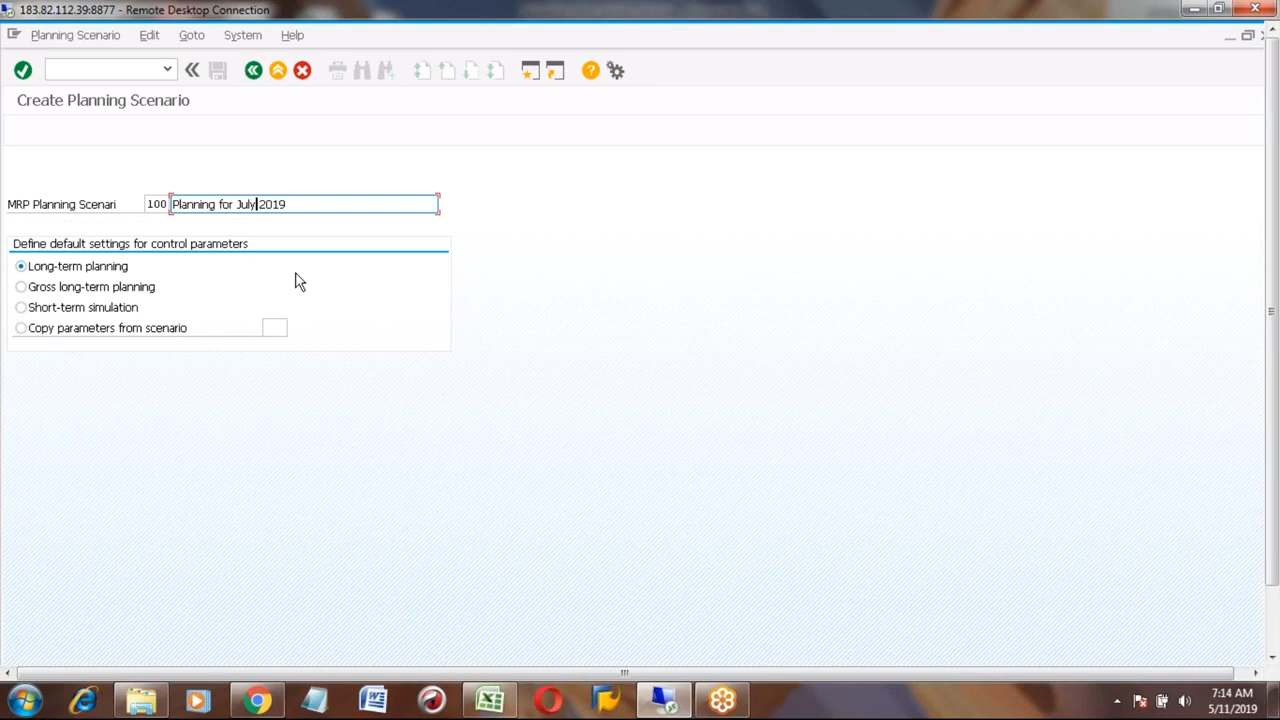 183.82.112.39:8877 - Remote Desktop Connection
Planning Scenario Edit Goto System Help
Create Planning Scenario
MRP Planning Scenari 100 Planning for July 2019
Define default settings for control parameters
Long-term planning
Gross long-term planning
Short-term simulation
Copy parameters from scenario
7:14 AM
5/11/2019